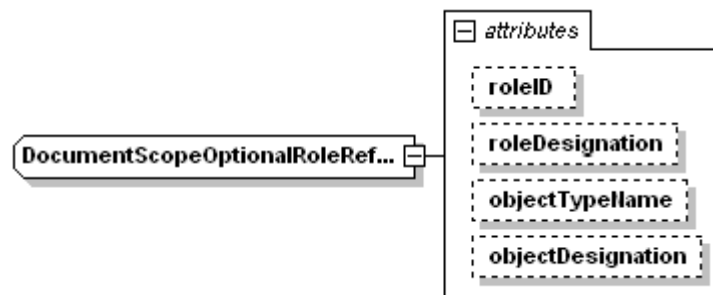 attributes
roleID
roleDesignation
DocumentScopeOptionalRoleRef...
objectTypeName
objectDesignation